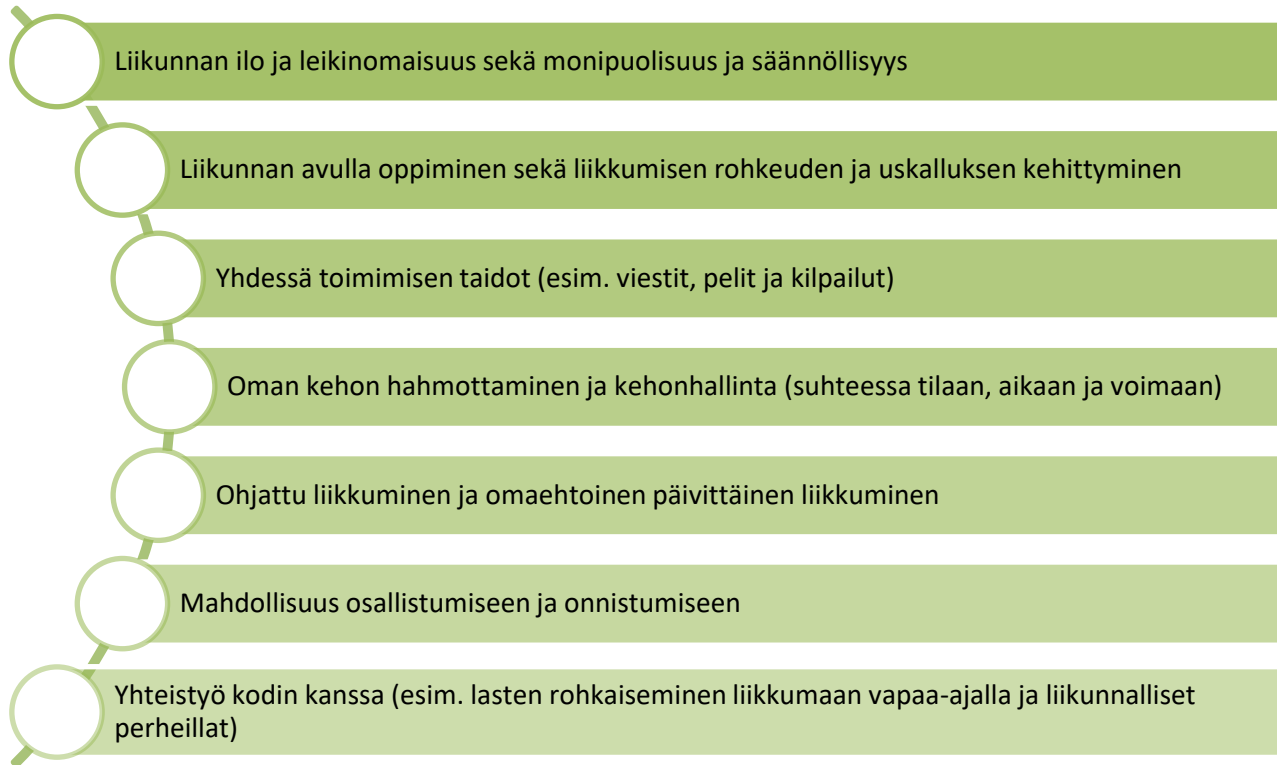 Liikunnan ilo ja leikinomaisuus sekä monipuolisuus ja säännöllisyys
Liikunnan avulla oppiminen sekä liikkumisen rohkeuden ja uskalluksen kehittyminen
Yhdessä toimimisen taidot (esim. viestit, pelit ja kilpailut)
Oman kehon hahmottaminen ja kehonhallinta (suhteessa tilaan, aikaan ja voimaan)
Ohjattu liikkuminen ja omaehtoinen päivittäinen liikkuminen
Mahdollisuus osallistumiseen ja onnistumiseen
Yhteistyö kodin kanssa (esim. lasten rohkaiseminen liikkumaan vapaa-ajalla ja liikunnalliset
perheillat)